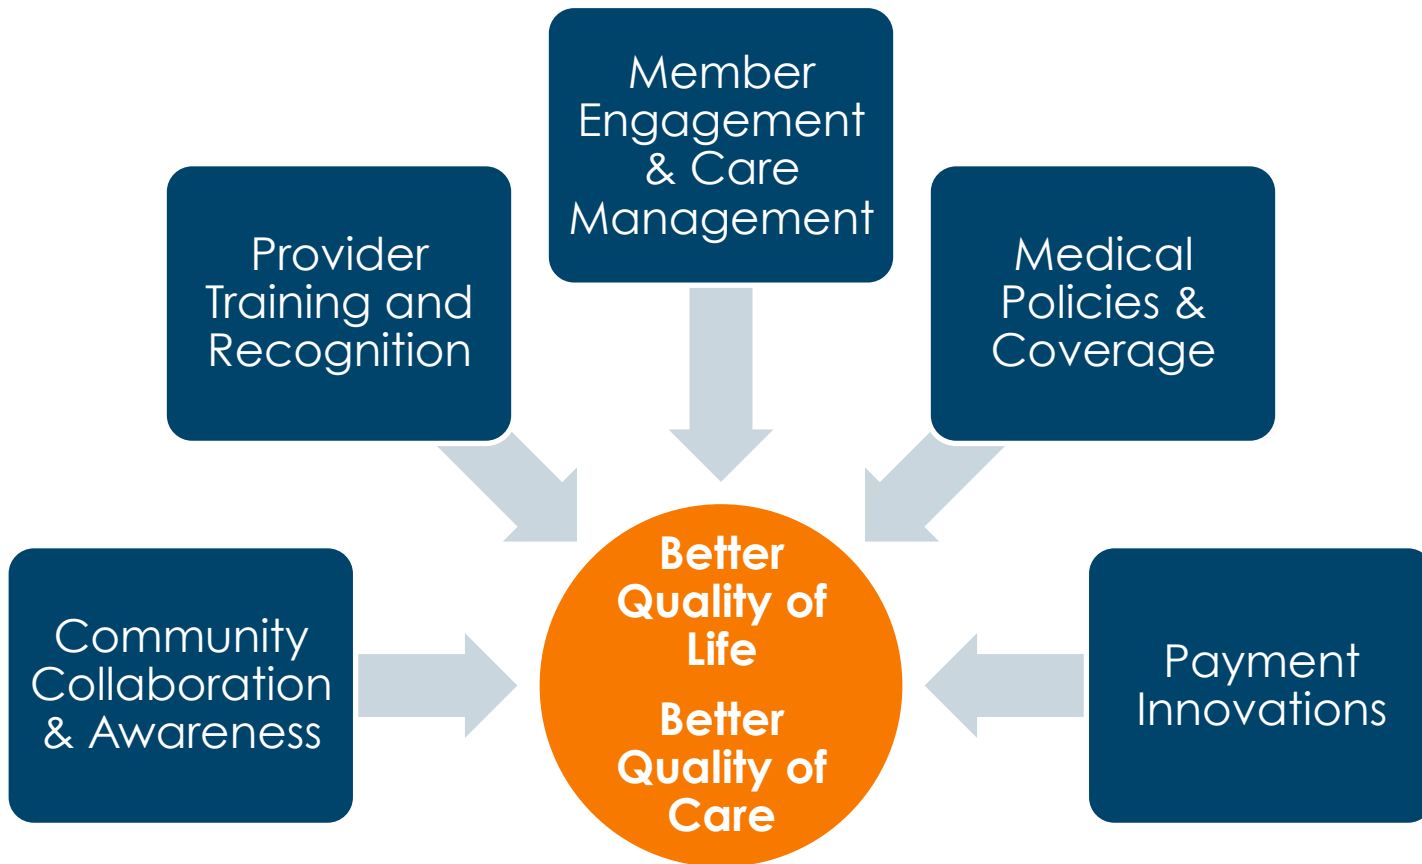 Member
Engagement
& Care
Management
Provider
Training and
Recognition
Medical
Policies &
Coverage
Community
Collaboration
& Awareness
Better
Quality of
Life
Better
Quality of
Care
Payment
Innovations